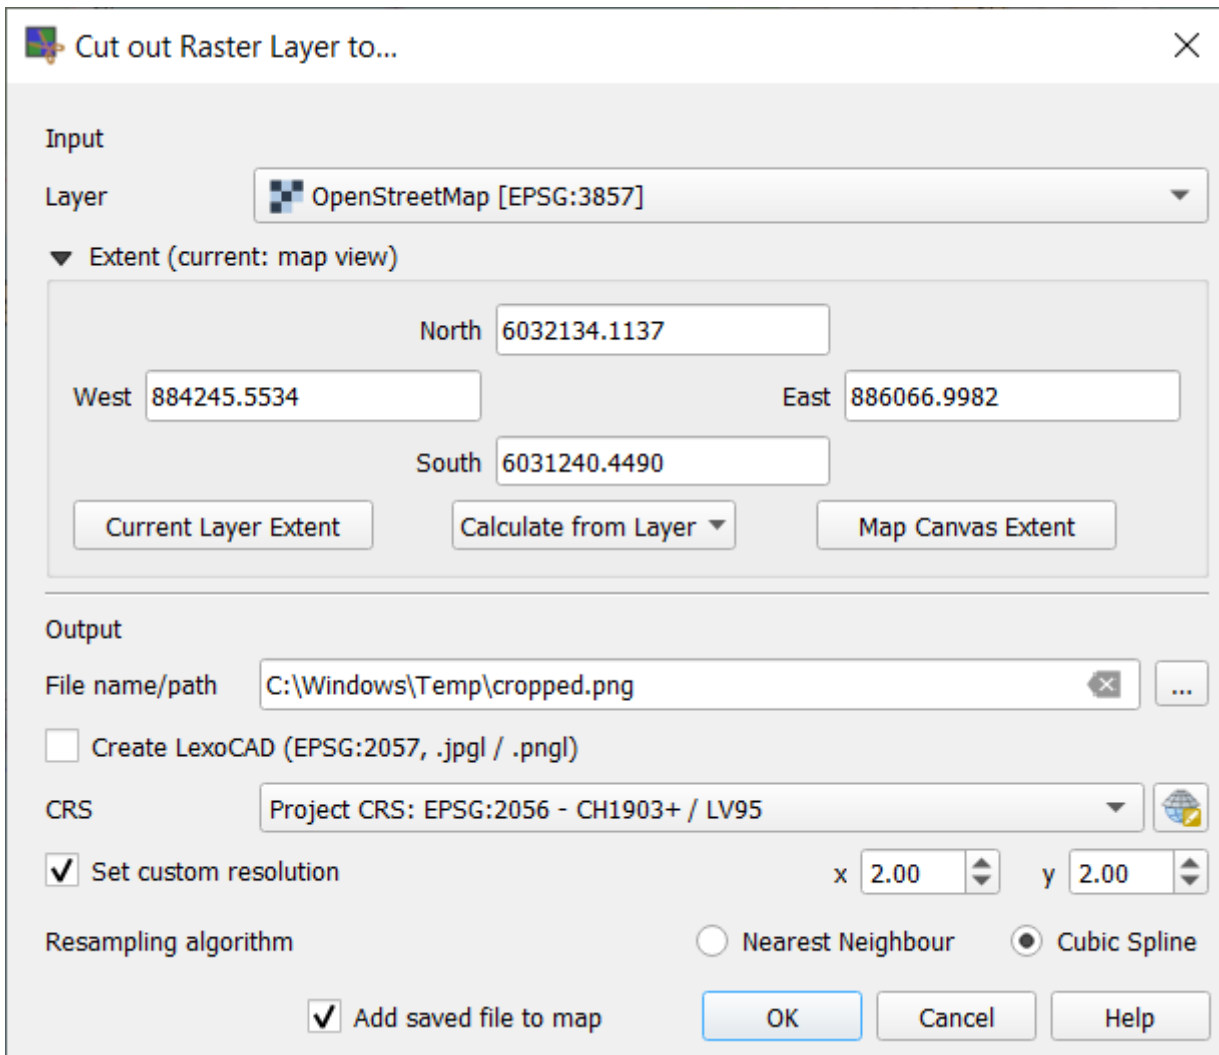 Cut out Raster Layer to...
Input
Layer OpenStreetMap [EPSG:3857]
Extent (current: map view)
North 6032134.1137
West 884245.5534 East 886066.9982
South 6031240.4490
Current Layer Extent Calculate from Layer Map Canvas Extent
Output
File name/path C:\Windows\Temp\cropped.png ...
Create LexoCAD (EPSG:2057, .jpgl / .pngl)
CRS Project CRS: EPSG:2056 - CH1903+ / LV95
Set custom resolution x 2.00 y 2.00
Resampling algorithm Nearest Neighbour Cubic Spline
Add saved file to map OK Cancel Help